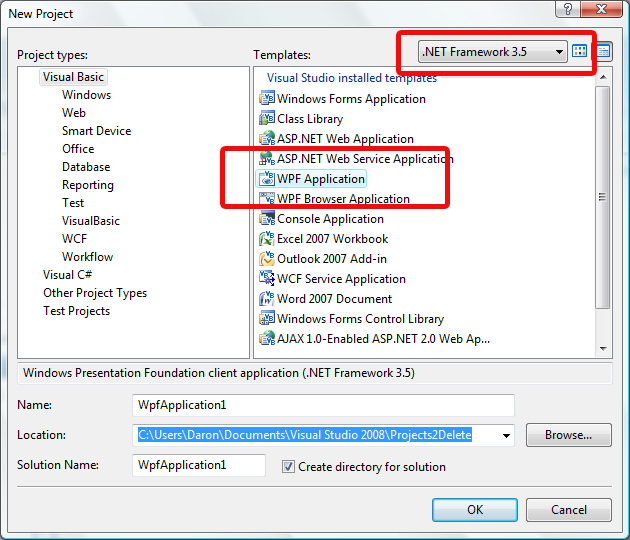 New Project
Project types:
Templates:
.NET Framework 3.5
Visual Basic
Windows
Web
Smart Device
Office
Database
Reporting
Test
VisualBasic
WCF
Workflow
Visual C#
Other Project Types
Test Projects
Visual Studio installed templates
Windows Forms Application
Class Library
ASP.NET Web Application
ASP.NET Web Service Application
WPF Application
WPF Browser Application
Console Application
Excel 2007 Workbook
Outlook 2007 Add-in
WCF Service Application
Word 2007 Document
Windows Forms Control Library
AJAX 1.0-Enabled ASP.NET 2.0 Web Ap...
Windows Presentation Foundation client application (.NET Framework 3.5)
Name: WpfApplication1
Location: C:\Users\Daron\Documents\Visual Studio 2008\Projects2Delete Browse...
Solution Name: WpfApplication1 Create directory for solution
OK Cancel